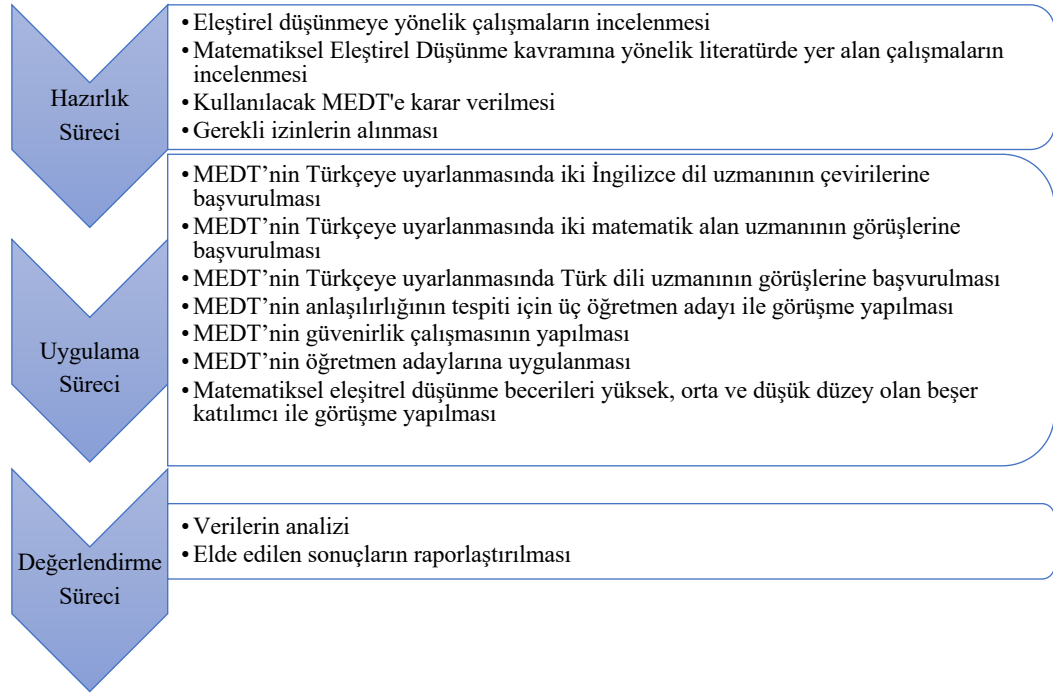 Hazırlık
Süreci
•Eleştirel düşünmeye yönelik çalışmaların incelenmesi
•Matematiksel Eleştirel Düşünme kavramına yönelik literatürde yer alan çalışmaların
incelenmesi
•Kullanılacak MEDT'e karar verilmesi
•Gerekli izinlerin alınması
Uygulama
Süreci
•MEDT’nin Türkçeye uyarlanmasında iki İngilizce dil uzmanının çevirilerine
başvurulması
•MEDT’nin Türkçeye uyarlanmasında iki matematik alan uzmanının görüşlerine
başvurulması
•MEDT’nin Türkçeye uyarlanmasında Türk dili uzmanının görüşlerine başvurulması
•MEDT’nin anlaşılırlığının tespiti için üç öğretmen adayı ile görüşme yapılması
•MEDT’nin güvenirlik çalışmasının yapılması
•MEDT’nin öğretmen adaylarına uygulanması
•Matematiksel eleşitrel düşünme becerileri yüksek, orta ve düşük düzey olan beşer
katılımcı ile görüşme yapılması
Değerlendirme
Süreci
•Verilerin analizi
•Elde edilen sonuçların raporlaştırılması